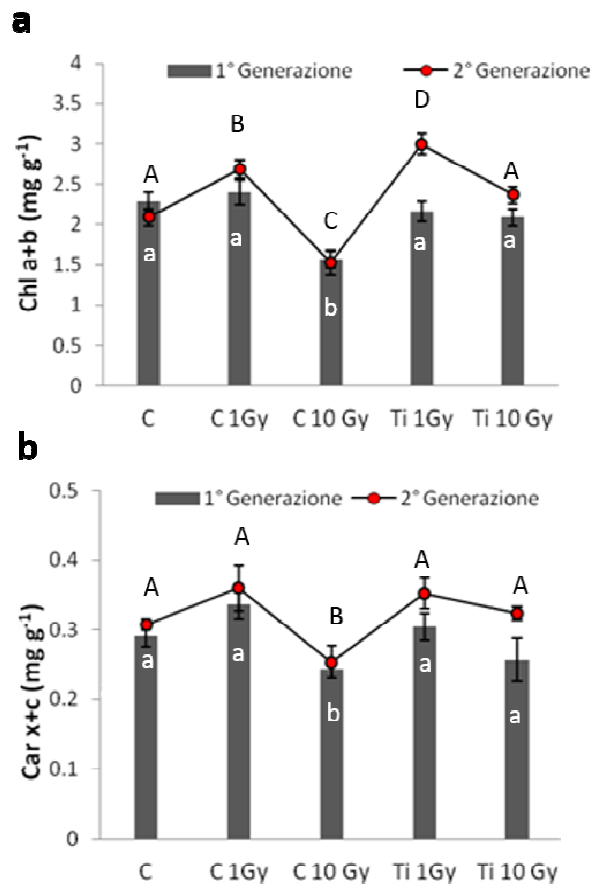 a
1° Generazione
2° Generazione
Chl a+b (mg g-1)
4
3.5
3
2.5
2
1.5
1
0.5
0
A
B
C
D
A
a
a
b
a
a
C
C 1Gy
C 10 Gy
Ti 1Gy
Ti 10 Gy
b
1° Generazione
2° Generazione
Car x+c (mg g-1)
0.5
0.4
0.3
0.2
0.1
0
A
A
B
A
A
a
a
b
a
a
C
C 1Gy
C 10 Gy
Ti 1Gy
Ti 10 Gy